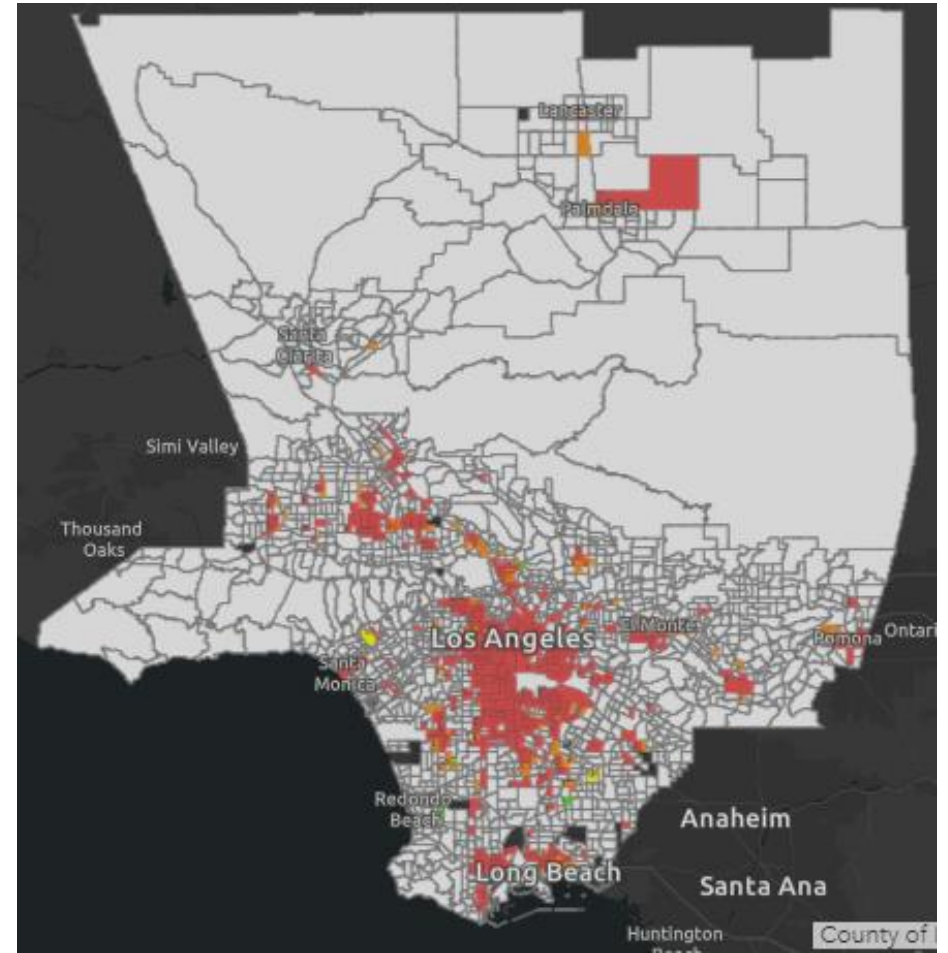 Lancaster
Palmdale
Santa
Clarita
Simi Valley
Thousand
Oaks
Los Angeles
El Monte
Pomona
Ontari
Santa
Monica
Redondo
Beach
Anaheim
Long Beach
Santa Ana
Huntington
Beach
County of